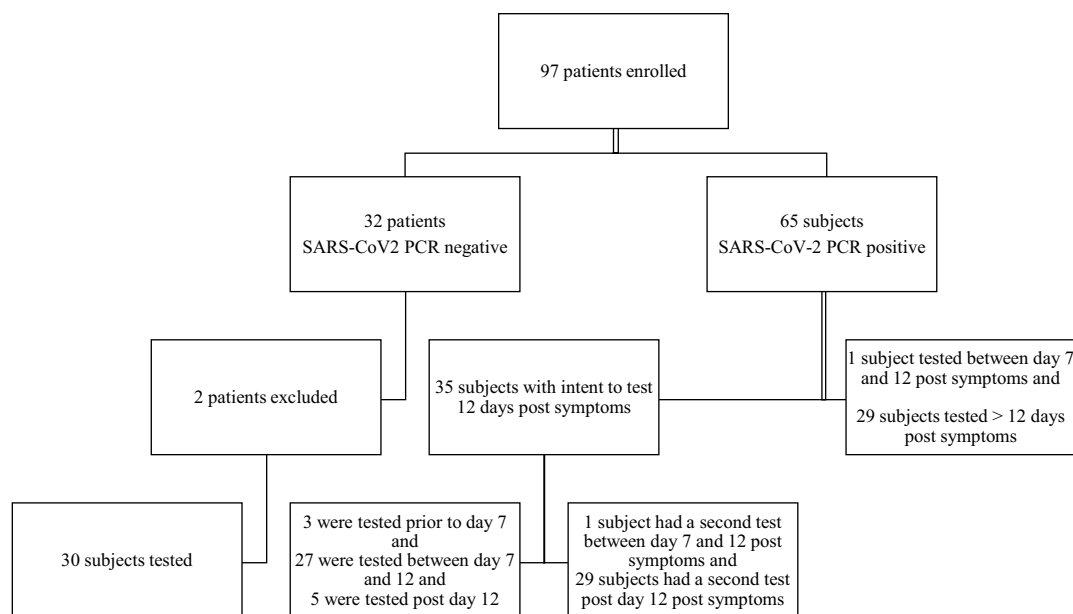 97 patients enrolled
32 patients
SARS-CoV2 PCR negative
65 subjects
SARS-CoV-2 PCR positive
2 patients excluded
35 subjects with intent to test
12 days post symptoms
1 subject tested between day 7
and 12 post symptoms and
29 subjects tested > 12 days
post symptoms
30 subjects tested
3 were tested prior to day 7
and
27 were tested between day 7
and 12 and
5 were tested post day 12
1 subject had a second test
between day 7 and 12 post
symptoms and
29 subjects had a second test
post day 12 post symptoms